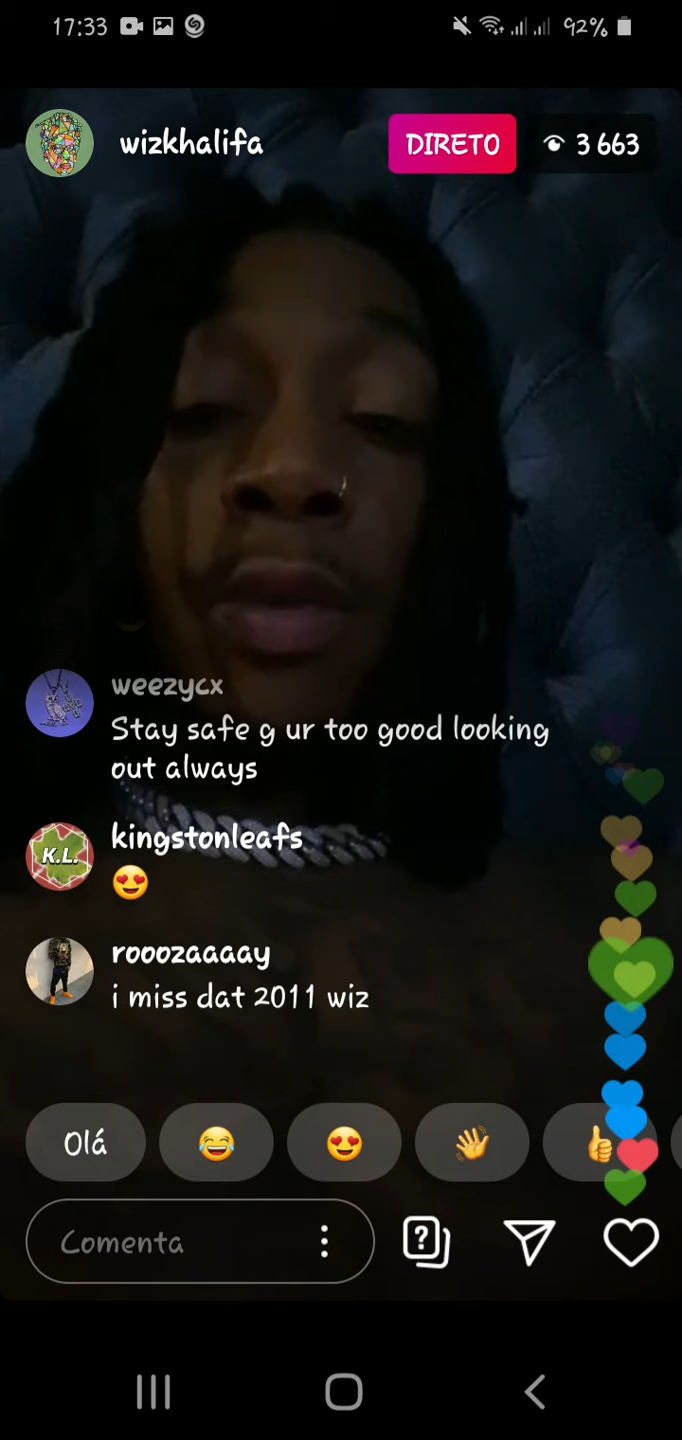 17:33
92%
wizkhalifa
DIRETO
3 663
weezycx
Stay safe g ur too good looking
out always
K.L.
kingstonleafs
rooozaaaay
i miss dat 2011 wiz
Olá
Comenta